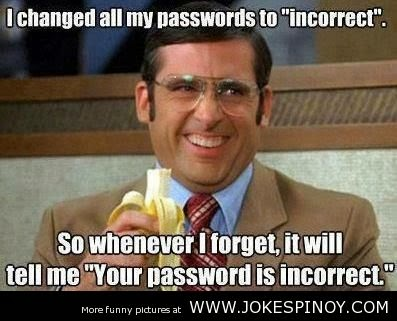 I changed all my passwords to "incorrect".
So whenever I forget, it will
tell me "Your password is incorrect."
More funny pictures at WWW.JOKESPINOY.COM